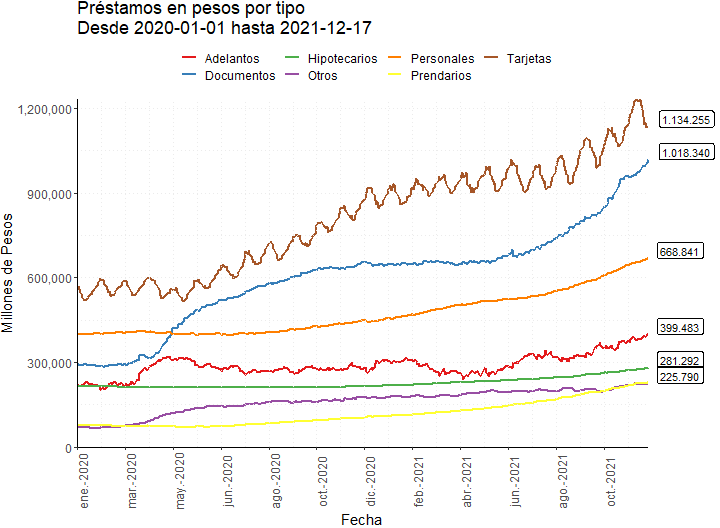 Préstamos en pesos por tipo
Desde 2020-01-01 hasta 2021-12-17
Adelantos Hipotecarios Personales Tarjetas
Documentos Otros Prendarios
Millones de Pesos
1,200,000
900,000
600,000
300,000
0
1.134.255
1.018.340
668.841
399.483
281.292
225.790
ene.-2020
mar.-2020
may.-2020
jun.-2020
ago.-2020
oct.-2020
dic.-2020
feb.-2021
abr.-2021
jun.-2021
ago.-2021
oct.-2021
Fecha